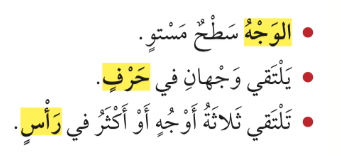 • الوَجْهُ سَطْحٌ مَسْتوٍ.
• يَلْتَقي وَجْهانِ في حَرْفٍ.
• تَلْتَقي ثَلاثَةُ أَوْجُهٍ أَوْ أَكْثَرُ في رَأْسٍ.